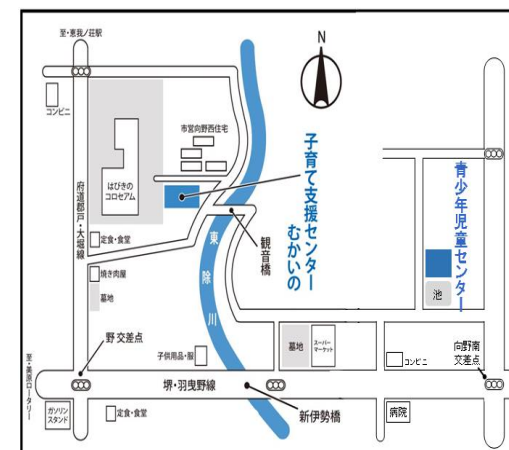 至・恵我ノ荘駅
N
コンビニ
市営向野西住宅
はびきの
コロセアム
子育て支援センター
むかいの
青少年児童センター
府道郡戸・大堀線
定食・食堂
観音橋
東除川
焼き肉屋
墓地
池
野 交差点
子供用品・服
墓地
スーパー
マーケット
コンビニ
向野南
交差点
至・美原ロータリー
堺・羽曳野線
新伊勢橋
ガソリン
スタンド
定食・食堂
病院